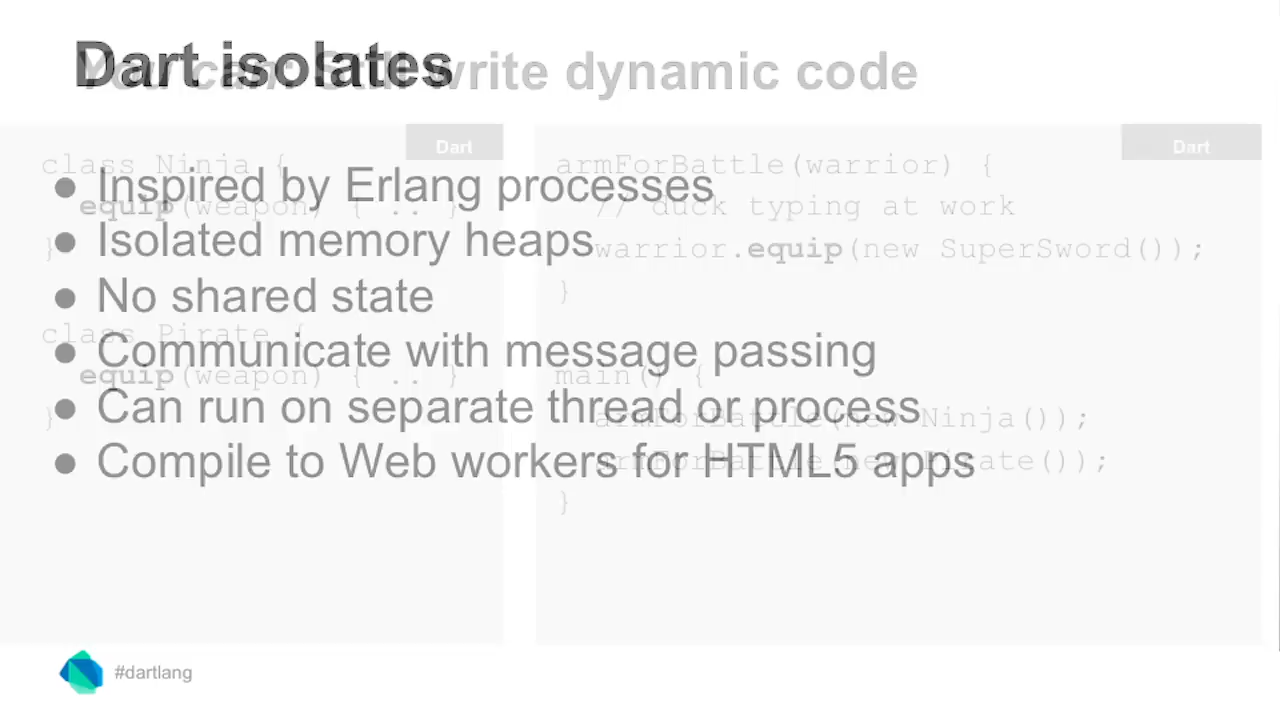 Dart isolates
You can: Still write dynamic code
Dart
class Ninja {
equip(weapon) { .. }
}
class Pirate {
equip(weapon) { .. }
}
Dart
armForBattle(warrior) {
// duck typing at work
warrior.equip(new SuperSword());
}
main() {
armForBattle(new Ninja());
armForBattle(new Pirate());
}
● Inspired by Erlang processes
● Isolated memory heaps
● No shared state
● Communicate with message passing
● Can run on separate thread or process
● Compile to Web workers for HTML5 apps
#dartlang